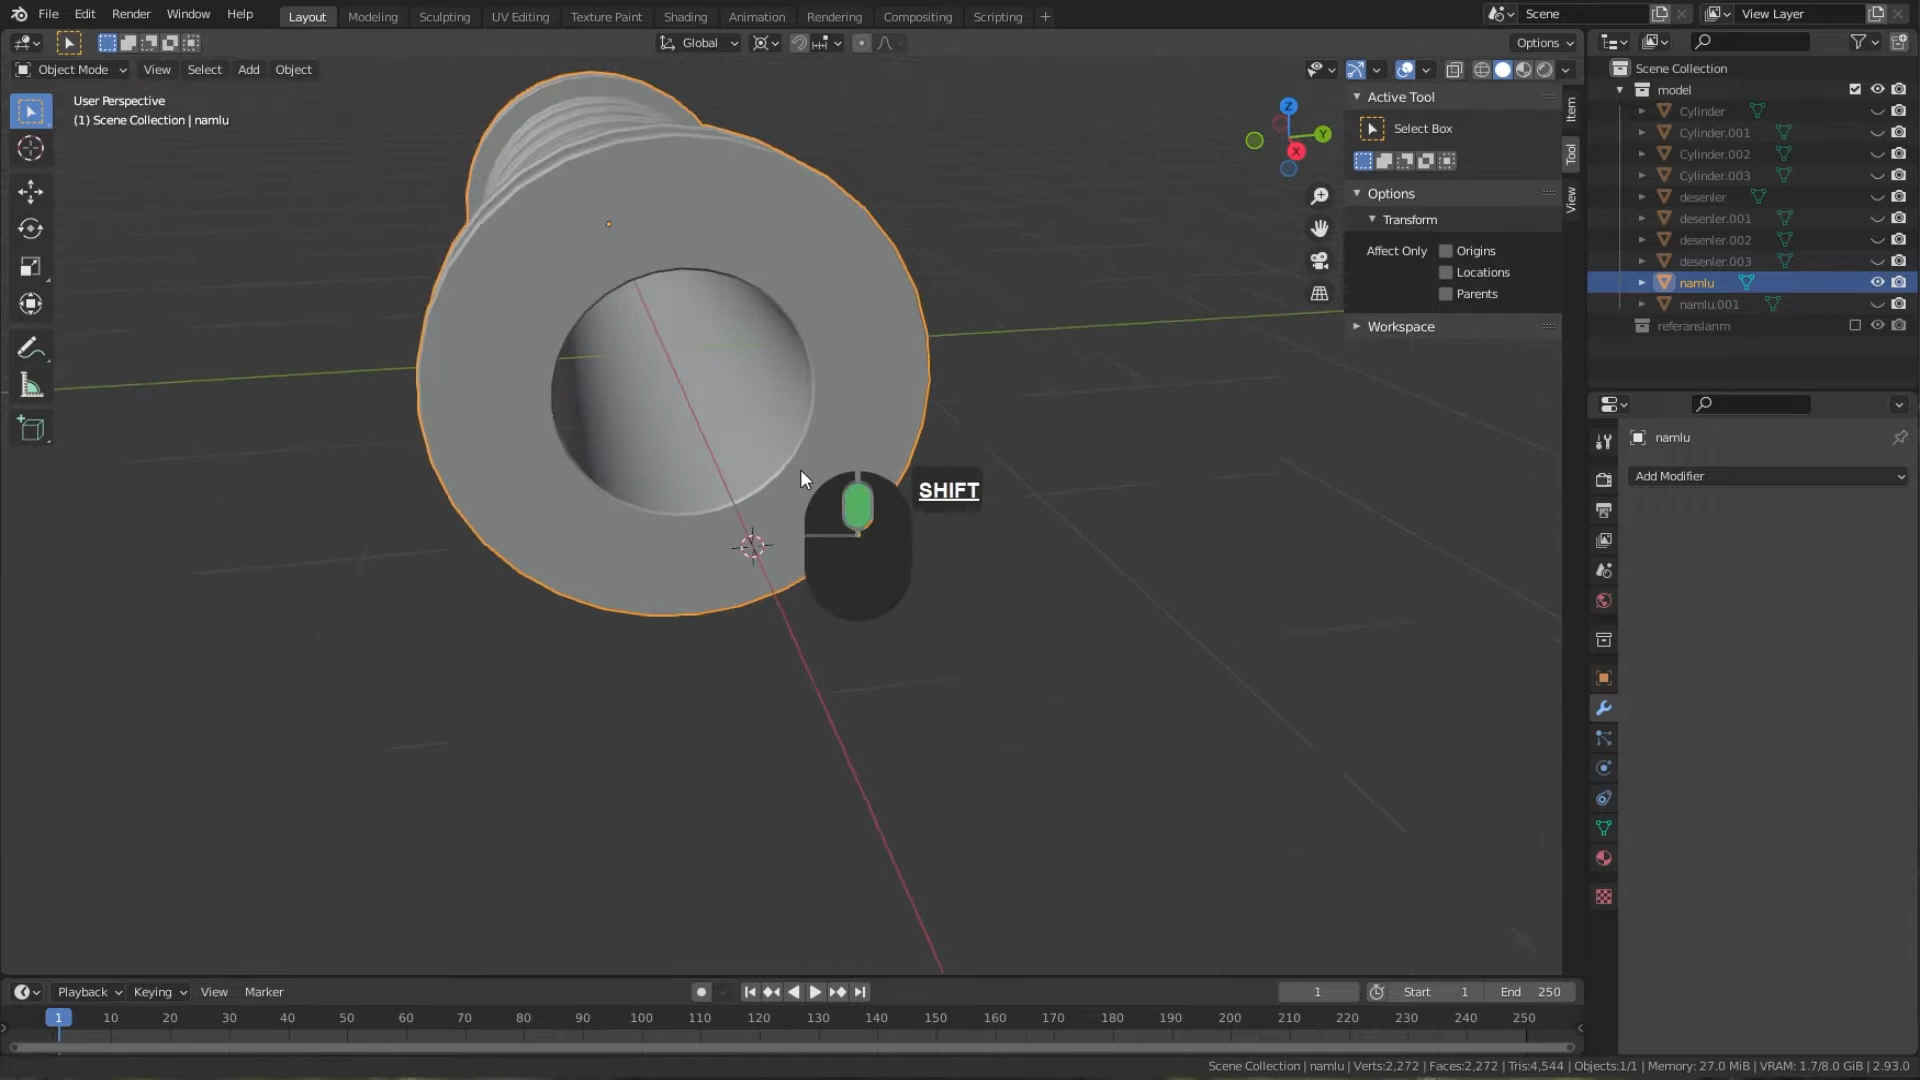 File Edit Render Window Help Layout Modeling Sculpting UV Editing Texture Paint Shading Animation Rendering Compositing Scripting + Scene View Layer
Global Options
Object Mode View Select Add Object
User Perspective
(1) Scene Collection | namlu
Z
Y
X
SHIFT
Active Tool
Select Box
Options
Transform
Affect Only Origins
Locations
Parents
Workspace
Item
Tool
View
Scene Collection
model
Cylinder
Cylinder.001
Cylinder.002
Cylinder.003
desenler
desenler.001
desenler.002
desenler.003
namlu
namlu.001
referanslarım
namlu
Add Modifier
Playback Keying View Marker 1 Start 1 End 250
1 10 20 30 40 50 60 70 80 90 100 110 120 130 140 150 160 170 180 190 200 210 220 230 240 250
Scene Collection | namlu | Verts:2,272 | Faces:2,272 | Tris:4,544 | Objects:1/1 | Memory: 27.0 MiB | VRAM: 1.7/8.0 GiB | 2.93.0